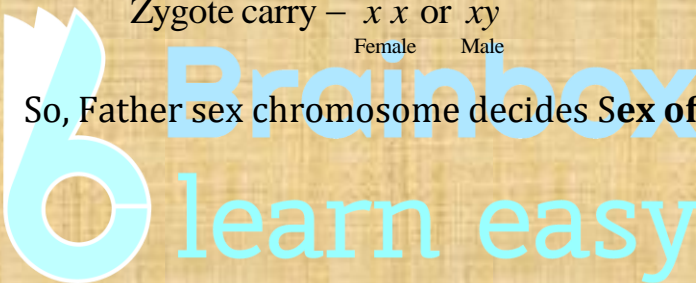 Zygote carry – x x or xy
Female Male
Brainbox
So, Father sex chromosome decides Sex of
learn easy